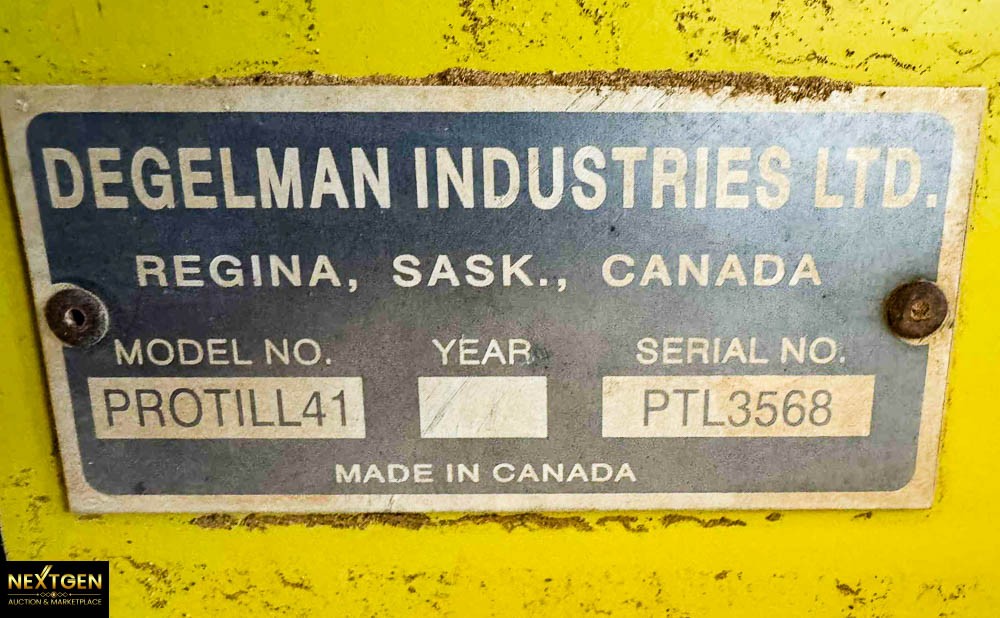 DEGELMAN INDUSTRIES LTD.
REGINA, SASK., CANADA
MODEL NO. YEAR SERIAL NO.
PROTILL41 PTL3568
MADE IN CANADA
NEXTGEN
AUCTION & MARKETPLACE